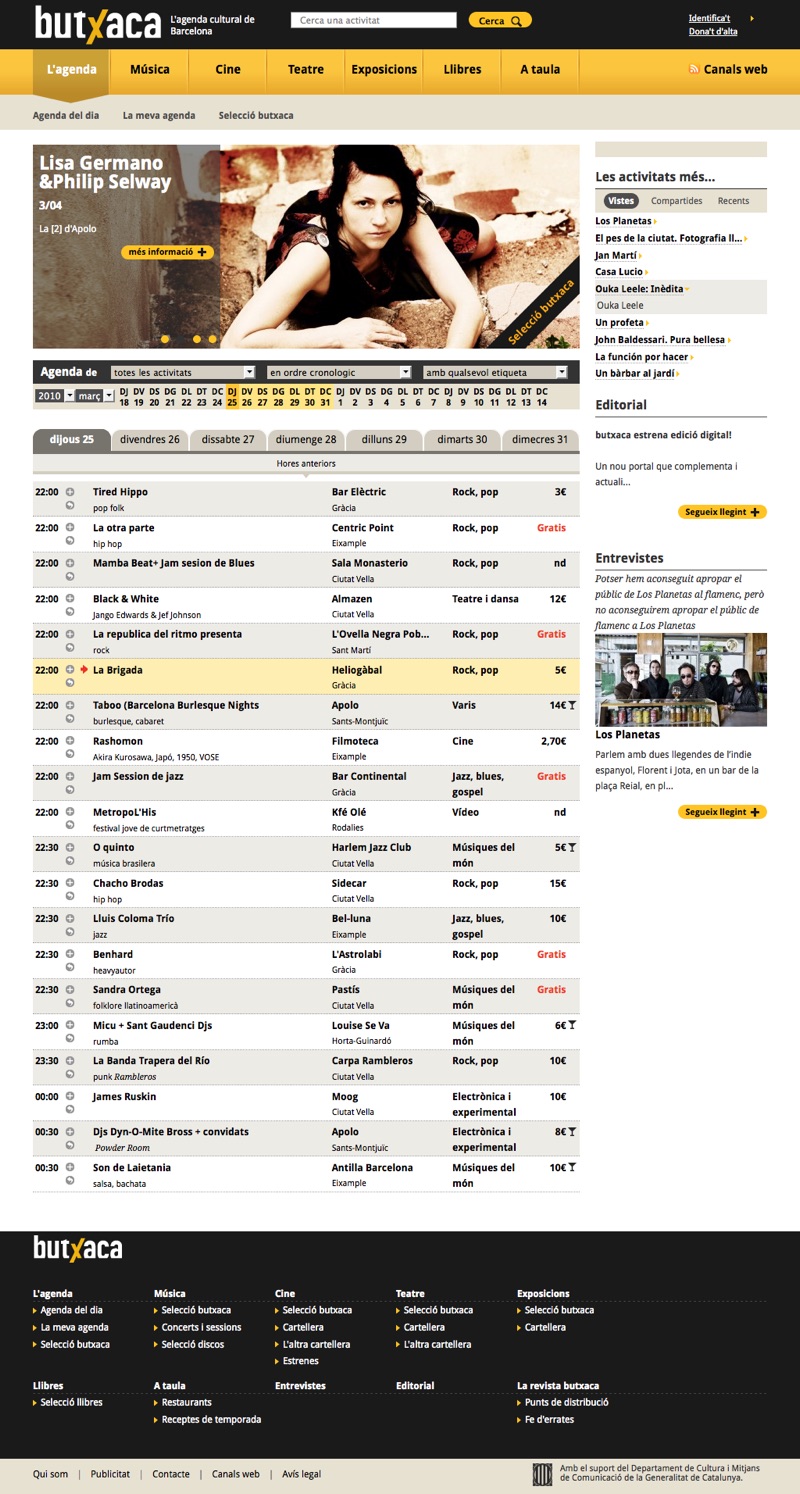 butxaca
L'agenda cultural de
Barcelona
Cerca una activitat
Cerca
Identifica't
Dona't d'alta
L'agenda
Música
Cine
Teatre
Exposicions
Llibres
A taula
Canals web
Agenda del dia
La meva agenda
Selecció butxaca
Lisa Germano
&Philip Selway
3/04
La [2] d'Apolo
més informació
Selecció butxaca
Agenda de
totes les activitats
en ordre cronologic
amb qualsevol etiqueta
2010 març
DJ DV DS DG DL DT DC DJ DV DS DG DL DT DC DJ DV DS DG DL DT DC DJ DV DS DG DL DT DC
18 19 20 21 22 23 24 25 26 27 28 29 30 31 1 2 3 4 5 6 7 8 9 10 11 12 13 14
dijous 25
divendres 26
dissabte 27
diumenge 28
dilluns 29
dimarts 30
dimecres 31
Hores anteriors
22:00 Tired Hippo Bar Elèctric Rock, pop 3€
pop folk Gràcia
22:00 La otra parte Centric Point Rock, pop Gratis
hip hop Eixample
22:00 Mamba Beat+ Jam sesion de Blues Sala Monasterio Rock, pop nd
Ciutat Vella
22:00 Black & White Almazen Teatre i dansa 12€
Jango Edwards & Jef Johnson Ciutat Vella
22:00 La republica del ritmo presenta L'Ovella Negra Pob... Rock, pop Gratis
rock Sant Martí
22:00 La Brigada Heliogàbal Rock, pop 5€
Gràcia
22:00 Taboo (Barcelona Burlesque Nights Apolo Varis 14€
burlesque, cabaret Sants-Montjuïc
22:00 Rashomon Filmoteca Cine 2,70€
Akira Kurosawa, Japó, 1950, VOSE Eixample
22:00 Jam Session de jazz Bar Continental Jazz, blues, Gratis
Gràcia gospel
22:00 MetropoL'His Kfé Olé Vídeo nd
festival jove de curtmetratges Rodalies
22:30 O quinto Harlem Jazz Club Músiques del 5€
música brasilera Ciutat Vella món
22:30 Chacho Brodas Sidecar Rock, pop 15€
hip hop Ciutat Vella
22:30 Lluis Coloma Trío Bel-luna Jazz, blues, 10€
jazz Eixample gospel
22:30 Benhard L'Astrolabi Rock, pop Gratis
heavyautor Gràcia
22:30 Sandra Ortega Pastís Músiques del Gratis
folklore llatinoamericà Ciutat Vella món
23:00 Micu + Sant Gaudenci Djs Louise Se Va Músiques del 6€
rumba Horta-Guinardó món
23:30 La Banda Trapera del Río Carpa Rambleros Rock, pop 10€
punk Rambleros Ciutat Vella
00:00 James Ruskin Moog Electrònica i 10€
Ciutat Vella experimental
00:30 Djs Dyn-O-Mite Bross + convidats Apolo Electrònica i 8€
Powder Room Sants-Montjuïc experimental
00:30 Son de Laietania Antilla Barcelona Músiques del 10€
salsa, bachata Eixample món
Les activitats més...
Vistes Compartides Recents
Los Planetas
El pes de la ciutat. Fotografia Il...
Jan Martí
Casa Lucio
Ouka Leele: Inèdita
Ouka Leele
Un profeta
John Baldessari. Pura bellesa
La función por hacer
Un bàrbar al jardí
Editorial
butxaca estrena edició digital!
Un nou portal que complementa i
actuali...
Segueix llegint
Entrevistes
Potser hem aconseguit apropar el
públic de Los Planetas al flamenc, però
no aconseguirem apropar el públic de
flamenc a Los Planetas
Los Planetas
Parlem amb dues llegendes de l'indie
espanyol, Florent i Jota, en un bar de la
plaça Reial, en pl...
Segueix llegint
butxaca
L'agenda
Agenda del dia
La meva agenda
Selecció butxaca
Música
Selecció butxaca
Concerts i sessions
Selecció discos
Cine
Selecció butxaca
Cartellera
L'altra cartellera
Estrenes
Teatre
Selecció butxaca
Cartellera
L'altra cartellera
Exposicions
Selecció butxaca
Cartellera
Llibres
Selecció llibres
A taula
Restaurants
Receptes de temporada
Entrevistes
Editorial
La revista butxaca
Punts de distribució
Fe d'errates
Qui som | Publicitat | Contacte | Canals web | Avís legal
Amb el suport del Departament de Cultura i Mitjans
de Comunicació de la Generalitat de Catalunya.